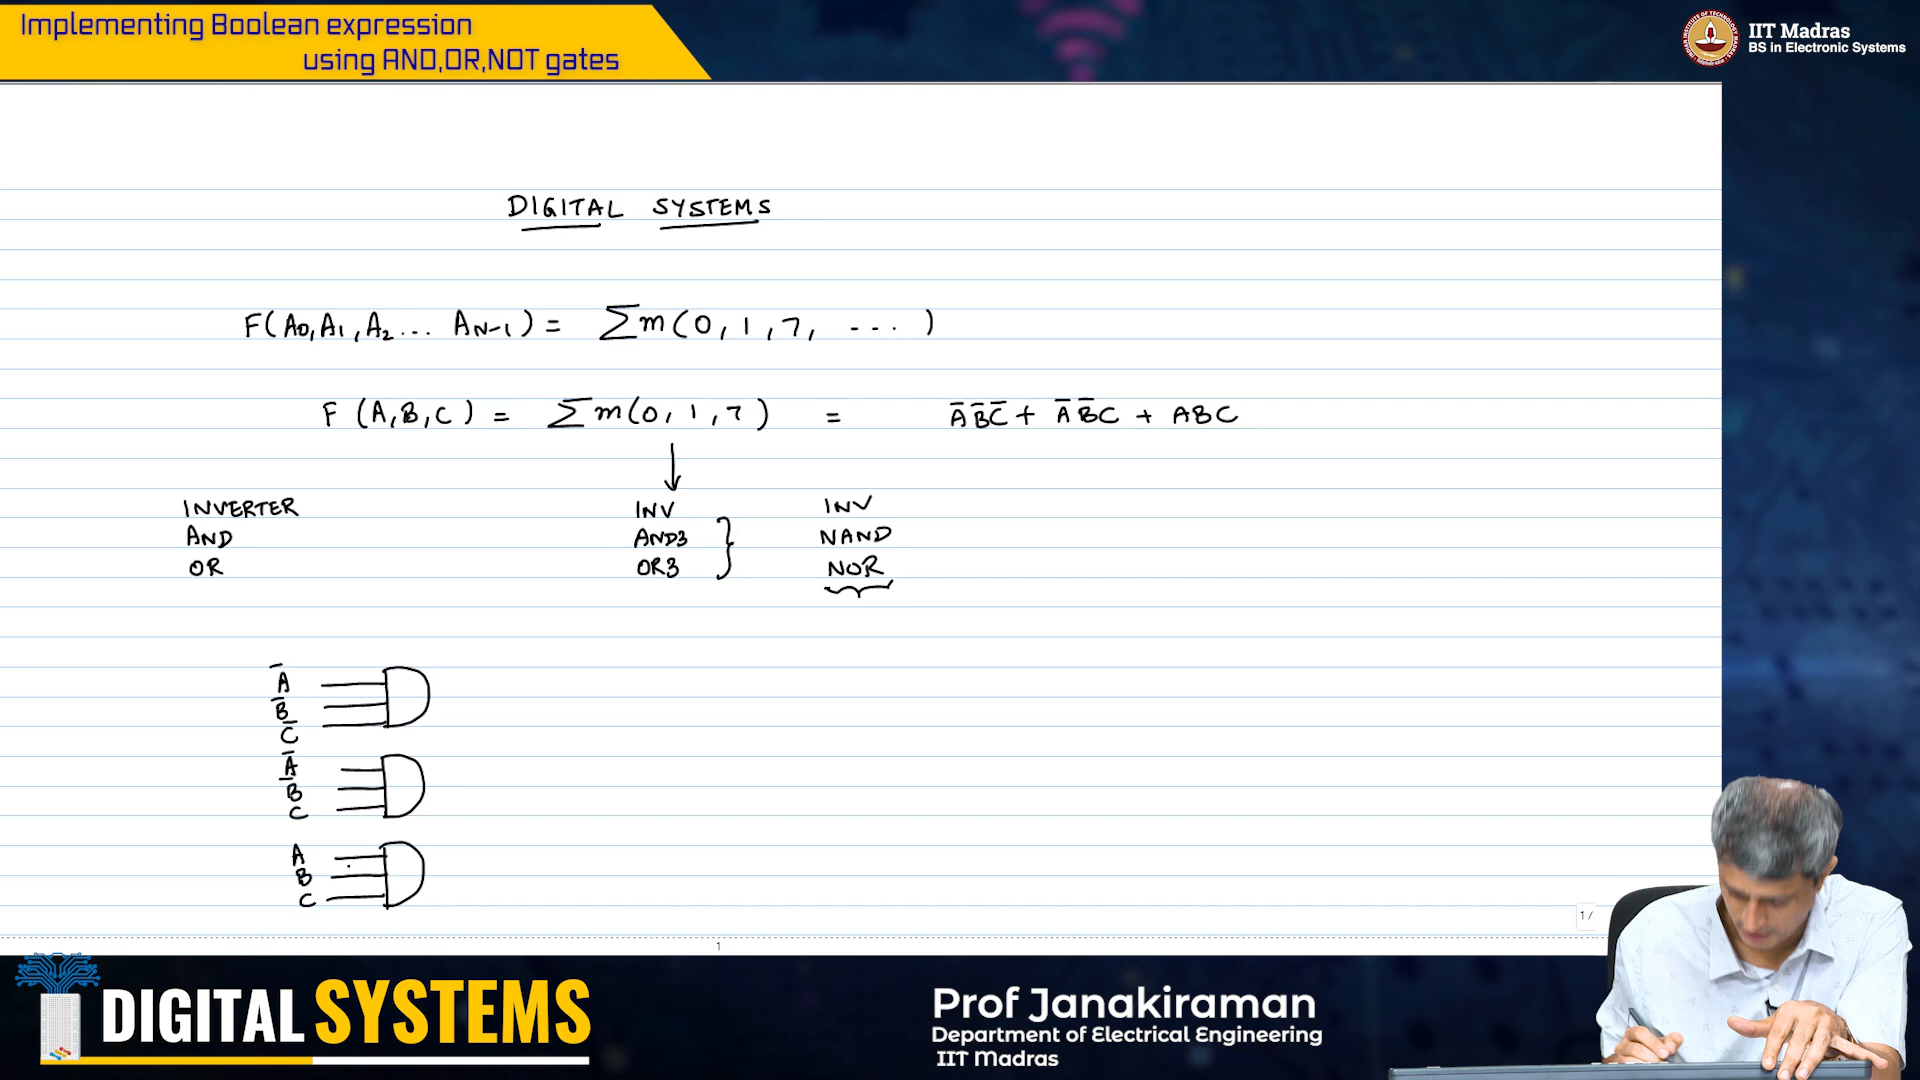 Implementing Boolean expression
using AND,OR,NOT gates
IIT Madras
BS in Electronic Systems
DIGITAL SYSTEMS
F(A0, A1, A2 ... AN-1) = Σm(0, 1, 7, ... )
F (A, B, C) = Σm(0, 1, 7) = A̅B̅C̅ + A̅B̅C + ABC
INVERTER INV INV
AND AND3 NAND
OR OR3 NOR
A̅
B̅
C̅
A̅
B̅
C
A
B
C
1/
1
DIGITAL SYSTEMS
Prof Janakiraman
Department of Electrical Engineering
IIT Madras